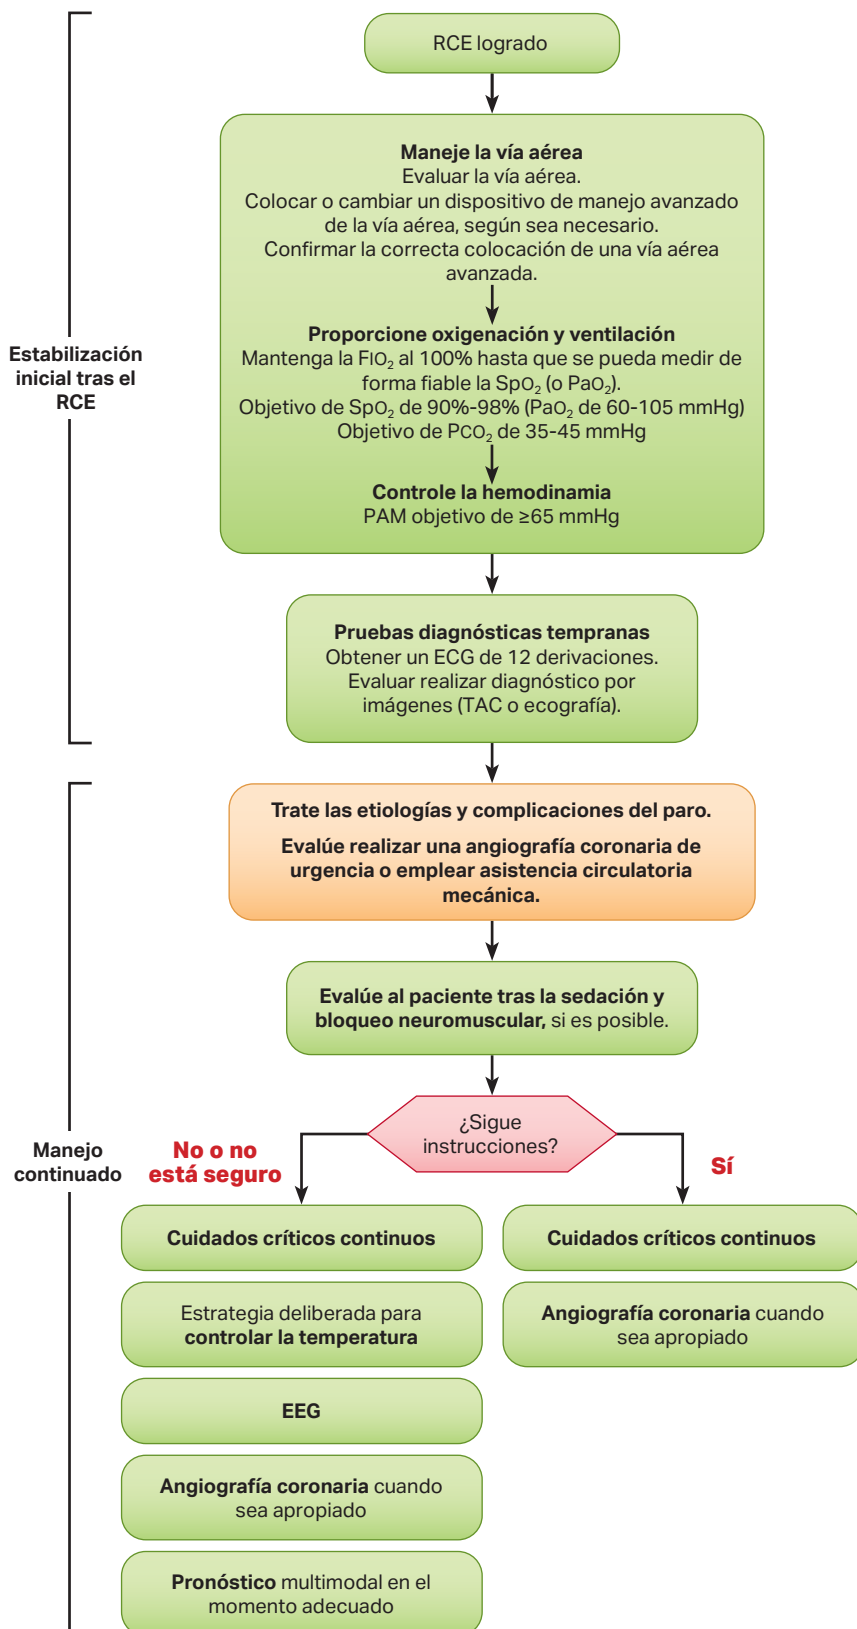 RCE logrado
Maneje la vía aérea
Evaluar la vía aérea.
Colocar o cambiar un dispositivo de manejo avanzado
de la vía aérea, según sea necesario.
Confirmar la correcta colocación de una vía aérea
avanzada.
Proporcione oxigenación y ventilación
Mantenga la FIO₂ al 100% hasta que se pueda medir de
forma fiable la SpO₂ (o PaO₂).
Objetivo de SpO₂ de 90%-98% (PaO₂ de 60-105 mmHg)
Objetivo de PCO₂ de 35-45 mmHg
Controle la hemodinamia
PAM objetivo de ≥65 mmHg
Estabilización
inicial tras el
RCE
Pruebas diagnósticas tempranas
Obtener un ECG de 12 derivaciones.
Evaluar realizar diagnóstico por
imágenes (TAC o ecografía).
Trate las etiologías y complicaciones del paro.
Evalúe realizar una angiografía coronaria de
urgencia o emplear asistencia circulatoria
mecánica.
Evalúe al paciente tras la sedación y
bloqueo neuromuscular, si es posible.
¿Sigue
instrucciones?
Manejo
continuado
No o no
está seguro
Sí
Cuidados críticos continuos
Estrategia deliberada para
controlar la temperatura
EEG
Angiografía coronaria cuando
sea apropiado
Pronóstico multimodal en el
momento adecuado
Cuidados críticos continuos
Angiografía coronaria cuando
sea apropiado